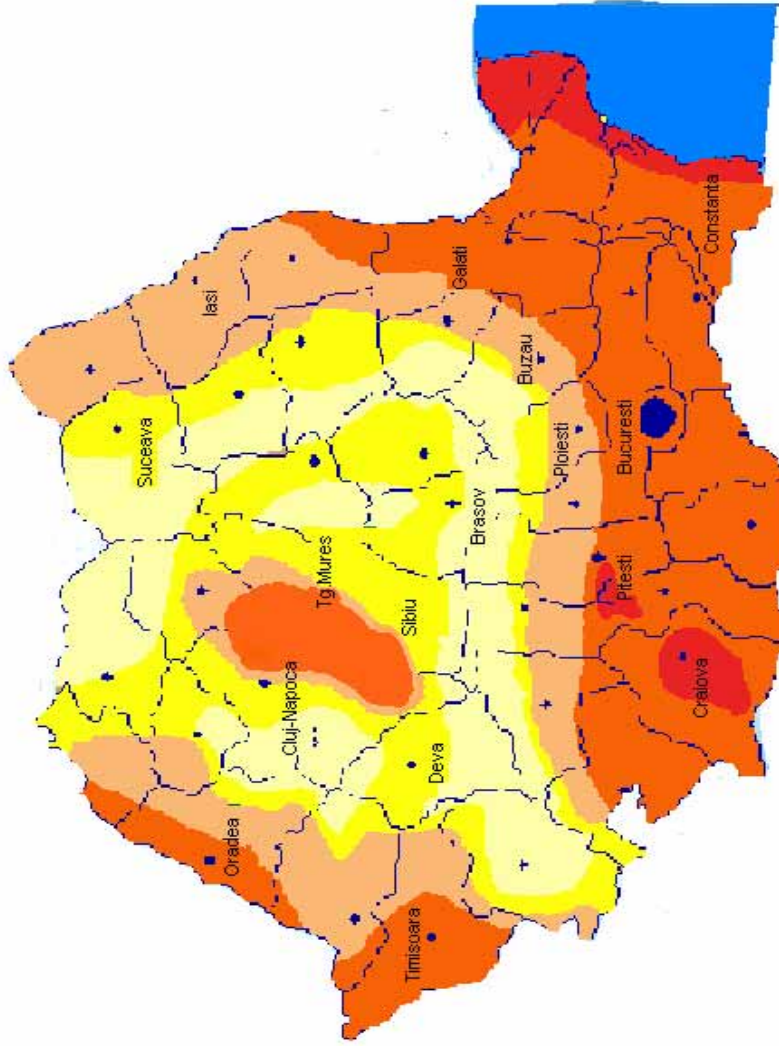 Iasi
Suceava
Oradea
Cluj-Napoca
Tg.Mures
Sibiu
Galati
Deva
Brasov
Timisoara
Buzau
Ploiesti
Pitesti
Bucuresti
Craiova
Constanta